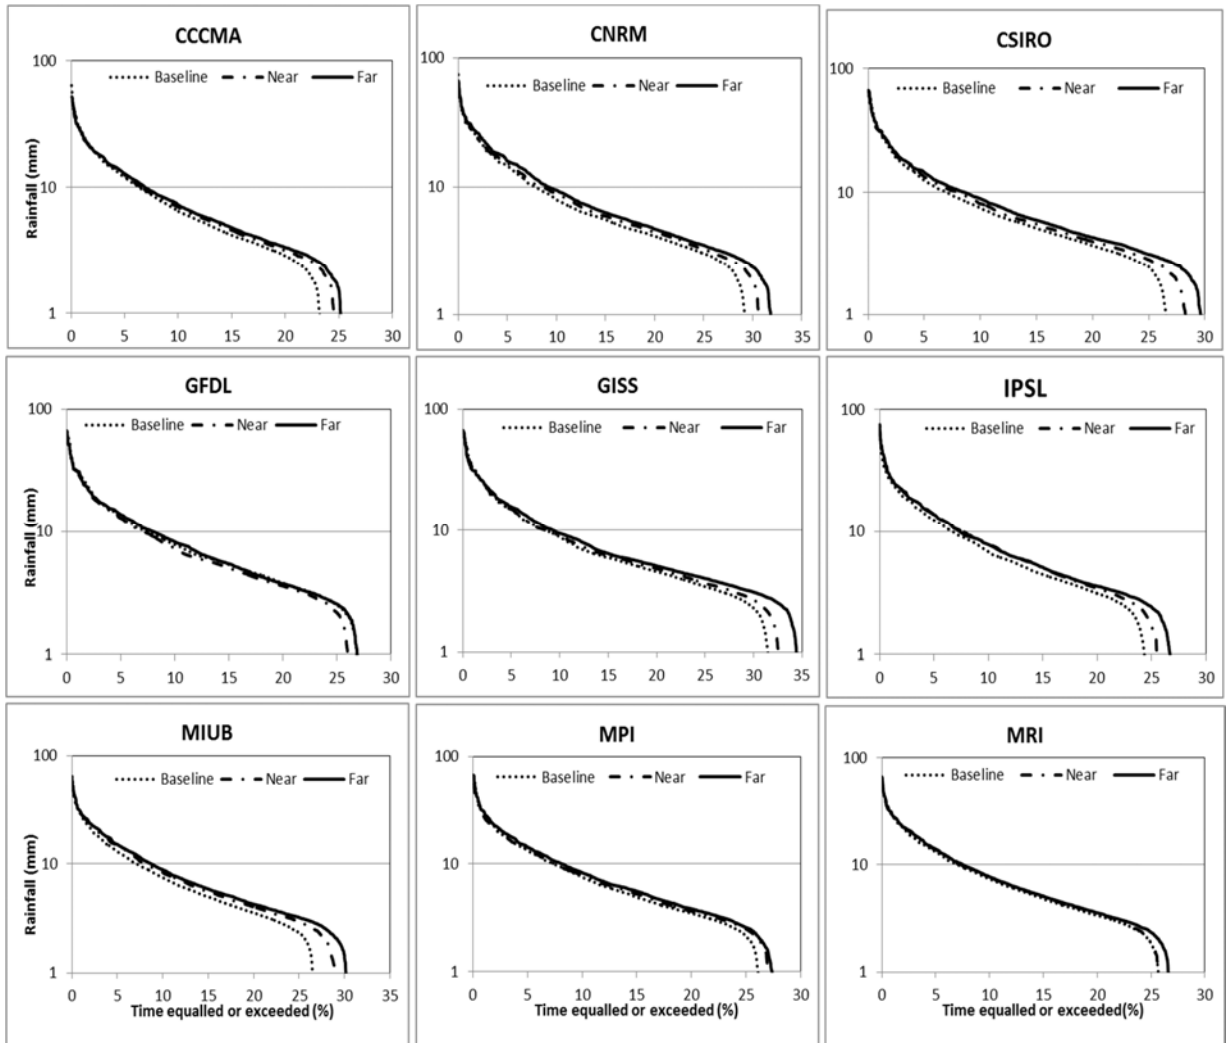 CCCMA
100
Baseline Near Far
Rainfall (mm)
10
1
0 5 10 15 20 25 30
CNRM
100
Baseline Near Far
10
1
0 5 10 15 20 25 30 35
CSIRO
100
Baseline Near Far
10
1
0 5 10 15 20 25 30
GFDL
100
Baseline Near Far
Rainfall (mm)
10
1
0 5 10 15 20 25 30
GISS
100
Baseline Near Far
10
1
0 5 10 15 20 25 30 35
IPSL
100
Baseline Near Far
10
1
0 5 10 15 20 25 30
MIUB
100
Baseline Near Far
Rainfall (mm)
10
1
0 5 10 15 20 25 30 35
Time equalled or exceeded (%)
MPI
100
Baseline Near Far
10
1
0 5 10 15 20 25 30
Time equalled or exceeded (%)
MRI
100
Baseline Near Far
10
1
0 5 10 15 20 25 30
Time equalled or exceeded(%)